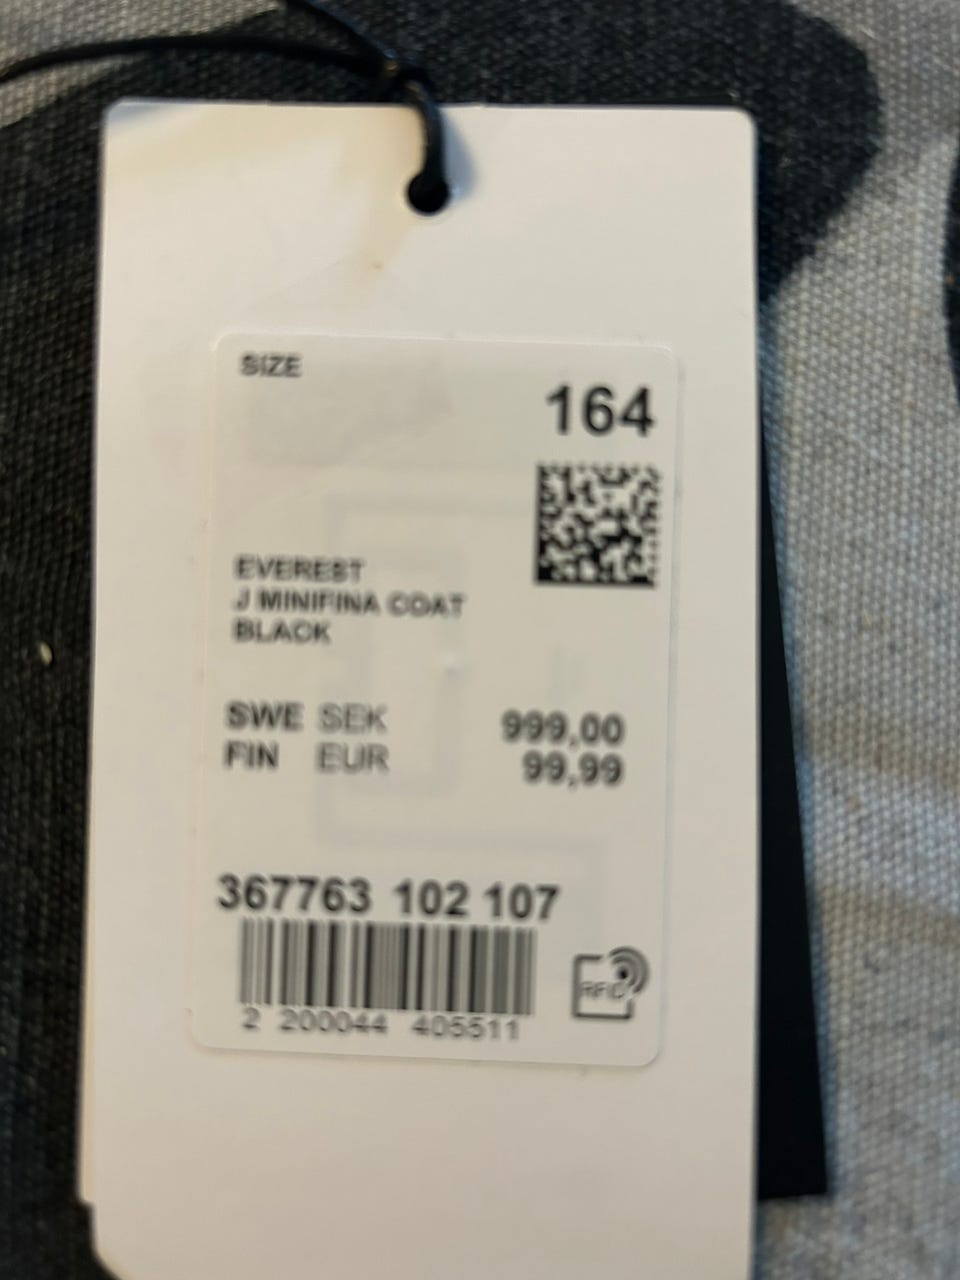 SIZE
164
EVEREST
J MINIFINA COAT
BLACK
SWE SEK 999,00
FIN EUR 99,99
367763 102 107
2 200044 405511
RFID